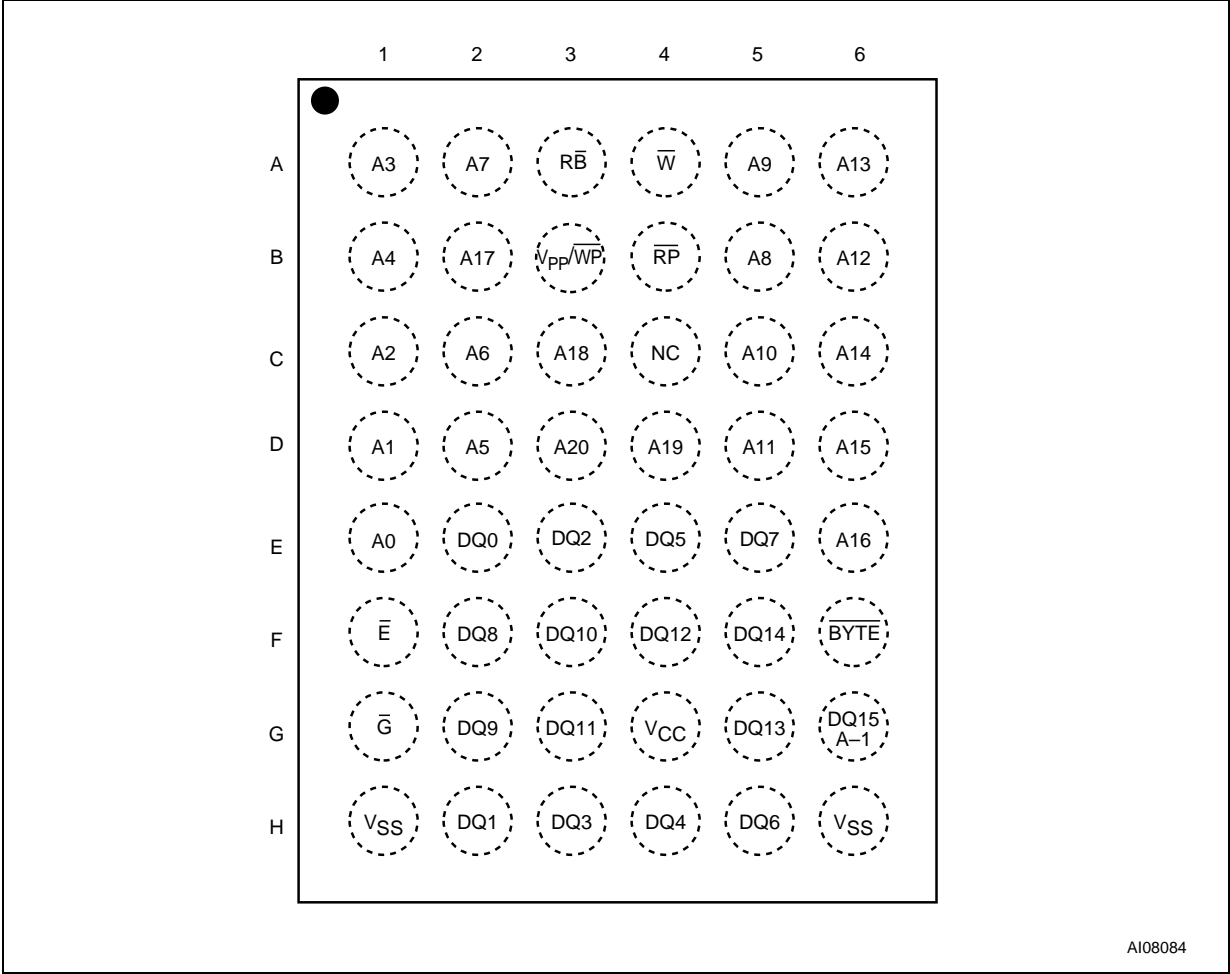 1 2 3 4 5 6
A A3 A7 RB̅ W̅ A9 A13
B A4 A17 VPP/W̅P̅ R̅P̅ A8 A12
C A2 A6 A18 NC A10 A14
D A1 A5 A20 A19 A11 A15
E A0 DQ0 DQ2 DQ5 DQ7 A16
F E̅ DQ8 DQ10 DQ12 DQ14 B̅Y̅T̅E̅
G G̅ DQ9 DQ11 VCC DQ13 DQ15
A–1
H VSS DQ1 DQ3 DQ4 DQ6 VSS
AI08084